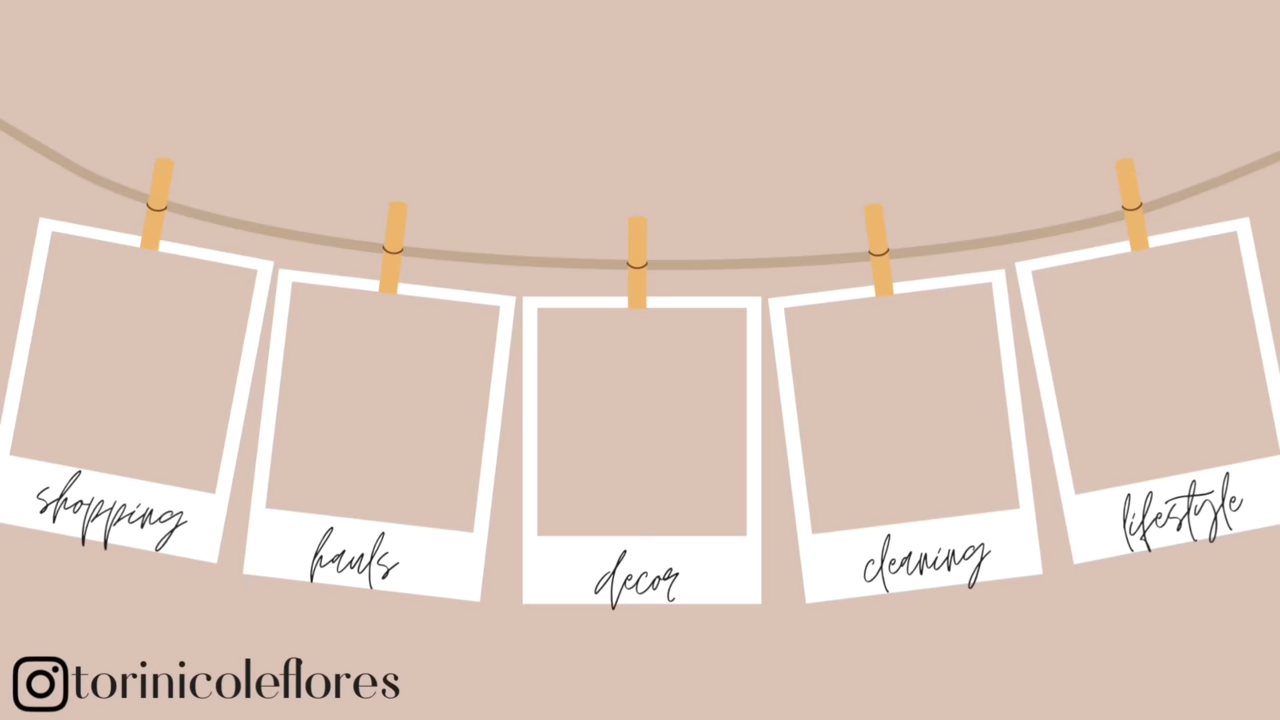 shopping
hauls
decor
cleaning
lifestyle
torinicoleflores